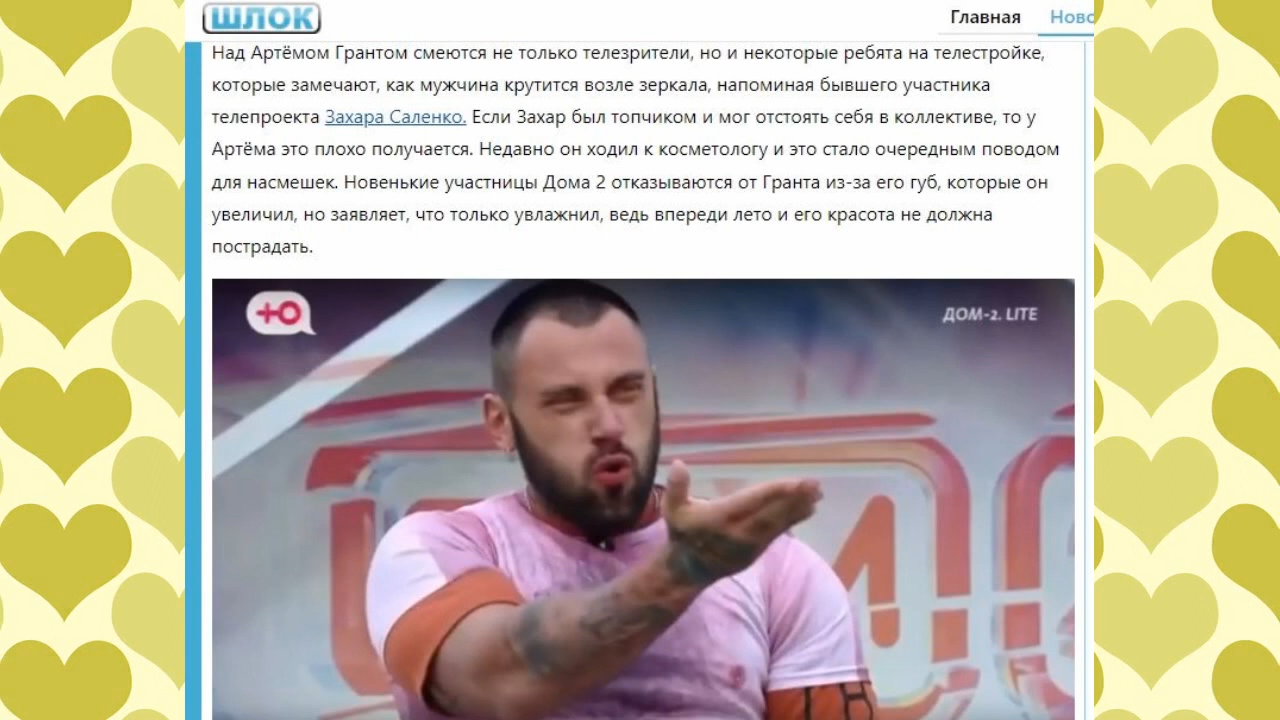 ШЛОК
Главная
Ново
Над Артёмом Грантом смеются не только телезрители, но и некоторые ребята на телестройке,
которые замечают, как мужчина крутится возле зеркала, напоминая бывшего участника
телепроекта Захара Саленко. Если Захар был топчиком и мог отстоять себя в коллективе, то у
Артёма это плохо получается. Недавно он ходил к косметологу и это стало очередным поводом
для насмешек. Новенькие участницы Дома 2 отказываются от Гранта из-за его губ, которые он
увеличил, но заявляет, что только увлажнил, ведь впереди лето и его красота не должна
пострадать.
Ю
ДОМ-2. LITE